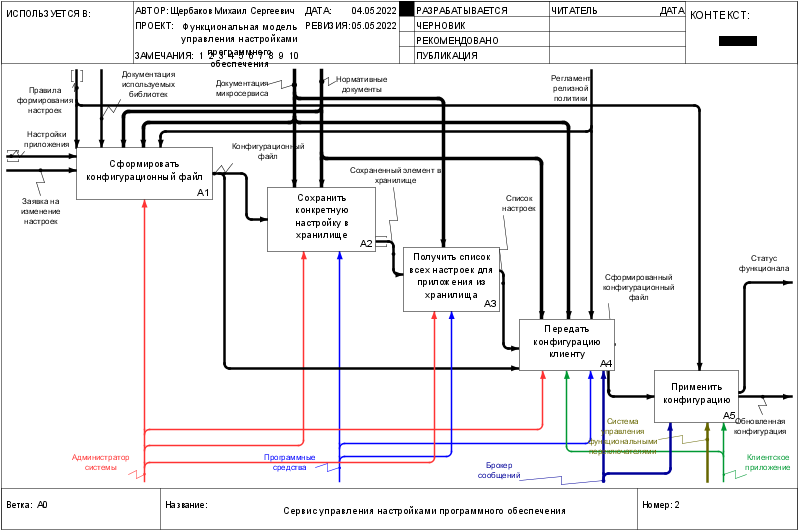 ИСПОЛЬЗУЕТСЯ В:
АВТОР: Щербаков Михаил Сергеевич
ДАТА: 04.05.2022
ПРОЕКТ: Функциональная модель
управления настройками
программного
обеспечения
РЕВИЗИЯ: 05.05.2022
ЗАМЕЧАНИЯ: 1 2 3 4 5 6 7 8 9 10
РАЗРАБАТЫВАЕТСЯ
ЧЕРНОВИК
РЕКОМЕНДОВАНО
ПУБЛИКАЦИЯ
ЧИТАТЕЛЬ
ДАТА
КОНТЕКСТ:
Правила
формирования
настроек
Документация
используемых
библиотек
Документация
микросервиса
Нормативные
документы
Регламент
релизной
политики
Настройки
приложения
Заявка на
изменение
настроек
Сформировать
конфигурационный файл
A1
Конфигурационный
файл
Сохранить
конкретную
настройку в
хранилище
A2
Сохраненный элемент в
хранилище
Получить список
всех настроек для
приложения из
хранилища
A3
Список
настроек
Передать
конфигурацию
клиенту
A4
Сформированный
конфигурационный
файл
Применить
конфигурацию
A5
Статус
функционала
Обновленная
конфигурация
Администратор
системы
Программные
средства
Брокер
сообщений
Система
управления
функциональными
переключателями
Клиентское
приложение
Ветка: A0
Название:
Сервис управления настройками программного обеспечения
Номер: 2